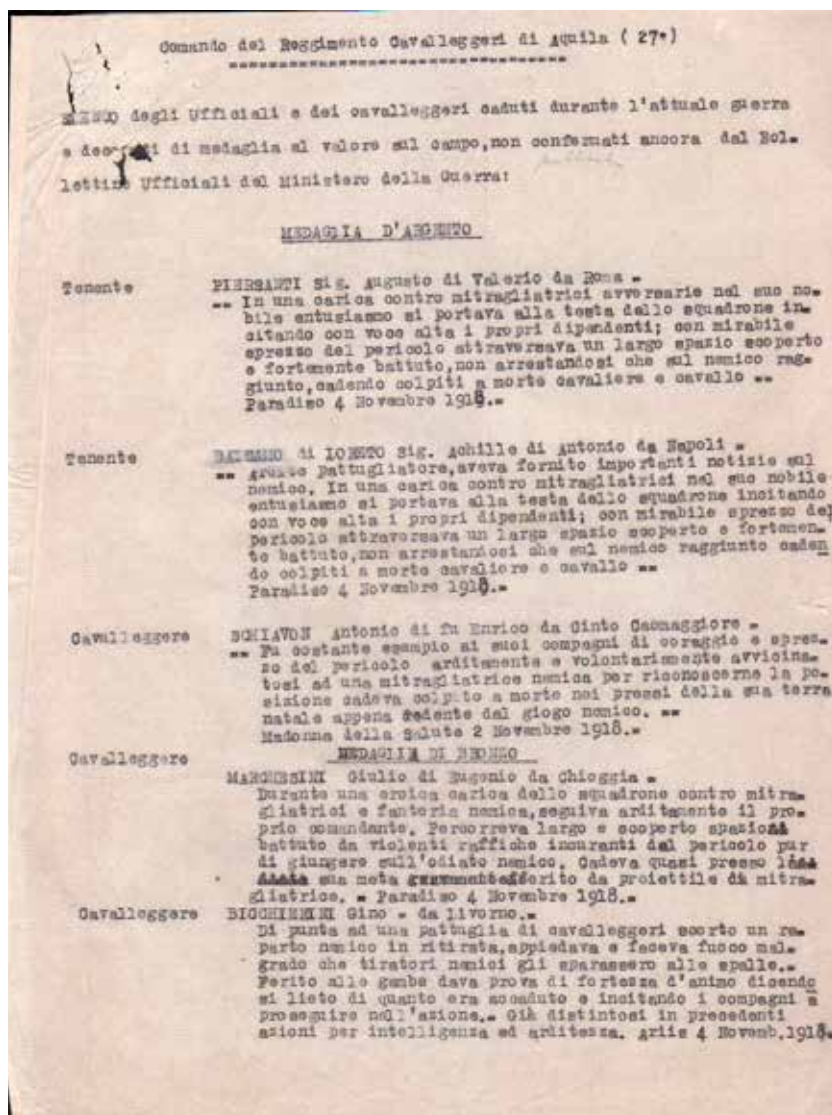 Comando del Reggimento Cavalleggeri di Aquila ( 27°)
==================================
ELENCO degli Ufficiali e dei cavalleggeri caduti durante l'attuale guerra
e decorati di medaglia al valore sul campo,non confermati ancora dal Bol=
lettino Ufficiali del Ministero della Guerra:
MEDAGLIA D'ARGENTO
Tenente PIERSANTI Sig. Augusto di Valerio da Roma =
== In una carica contro mitragliatrici avversarie nel suo no=
bile entusiasmo si portava alla testa dello squadrone in=
citando con voce alta i propri dipendenti; con mirabile
sprezzo del pericolo attraversava un largo spazio scoperto
e fortemente battuto,non arrestandosi che sul nemico rag=
giunto,cadendo colpiti a morte cavaliere e cavallo ==
Paradiso 4 Novembre 1918.=
Tenente BALSAMO di LORETO Sig. Achille di Antonio da Napoli =
== pattugliatore,aveva fornito importanti notizie sul
nemico. In una carica contro mitragliatrici nel suo nobile
entusiasmo si portava alla testa dello squadrone incitando
con voce alta i propri dipendenti; con mirabile sprezzo del
pericolo attraversava un largo spazio scoperto e fortemen=
te battuto,non arrestandosi che sul nemico raggiunto caden
do colpiti a morte cavaliere e cavallo ==
Paradiso 4 Novembre 1918.=
Cavalleggere SCHIAVON Antonio di fu Enrico da Cinto Caomaggiore =
== Fu costante esempio ai suoi compagni di coraggio e sprez=
zo del pericolo arditamente e volontariamente avvicina=
tosi ad una mitragliatrice nemica per riconoscerne la po=
sizione cadeva colpito a morte nei pressi della sua terra
natale appena redente dal giogo nemico. ==
Madonna della Salute 2 Novembre 1918.=
MEDAGLIA DI BRONZO
Cavalleggere
MARCHESINI Giulio di Eugenio da Chioggia =
Durante una eroica carica dello squadrone contro mitra=
gliatrici e fanteria nemica,seguiva arditamente il pro=
prio comandante. Percorreva largo e scoperto spazio
battuto da violenti raffiche incuranti del pericolo pur
di giungere sull'odiato nemico. Cadeva quasi presso la
sua meta ferito da proiettile di mitra=
gliatrice. = Paradiso 4 Novembre 1918.=
Cavalleggere Gino = da Livorno.=
Di punta ad una pattuglia di cavalleggeri scorto un re=
parto nemico in ritirata,appiedava e faceva fuoco mal=
grado che tiratori nemici gli sparassero alle spalle.=
Ferito alle gambe dava prova di fortezza d'animo dicendo
si lieto di quanto era accaduto e incitando i compagni a
proseguire nell'azione.= Già distintosi in precedenti
azioni per intelligenza ed arditezza. Ariis 4 Novemb.1918.=